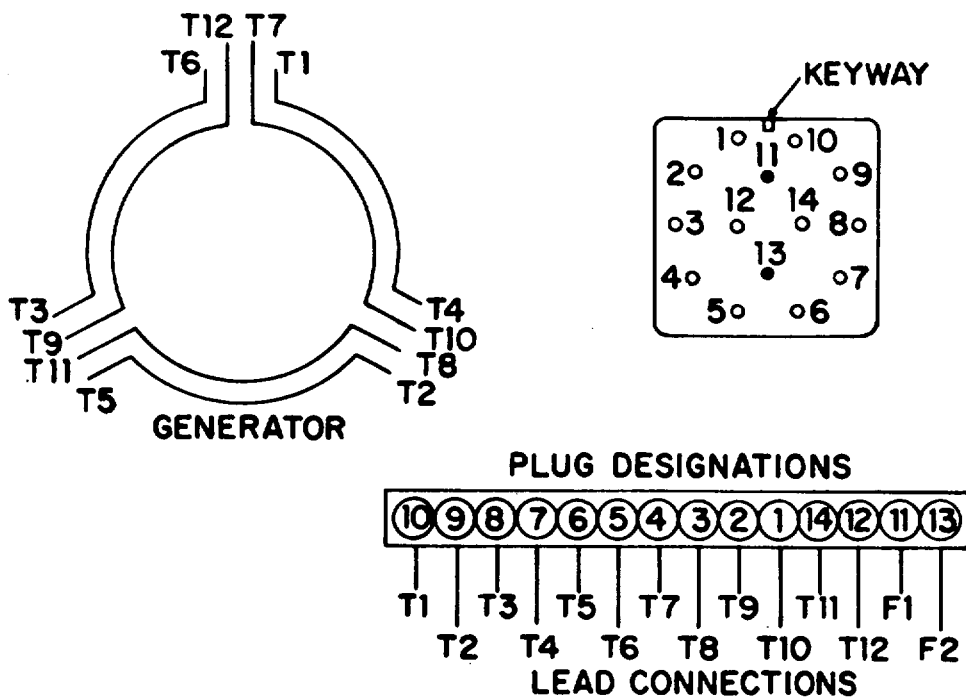 T12 T7
T6 T1
T3
T9
T11
T5
T4
T10
T8
T2
GENERATOR
KEYWAY
1 10
11
2 9
12 14
3 8
13
4 7
5 6
PLUG DESIGNATIONS
10 9 8 7 6 5 4 3 2 1 14 12 11 13
T1 T3 T5 T7 T9 T11 F1
T2 T4 T6 T8 T10 T12 F2
LEAD CONNECTIONS